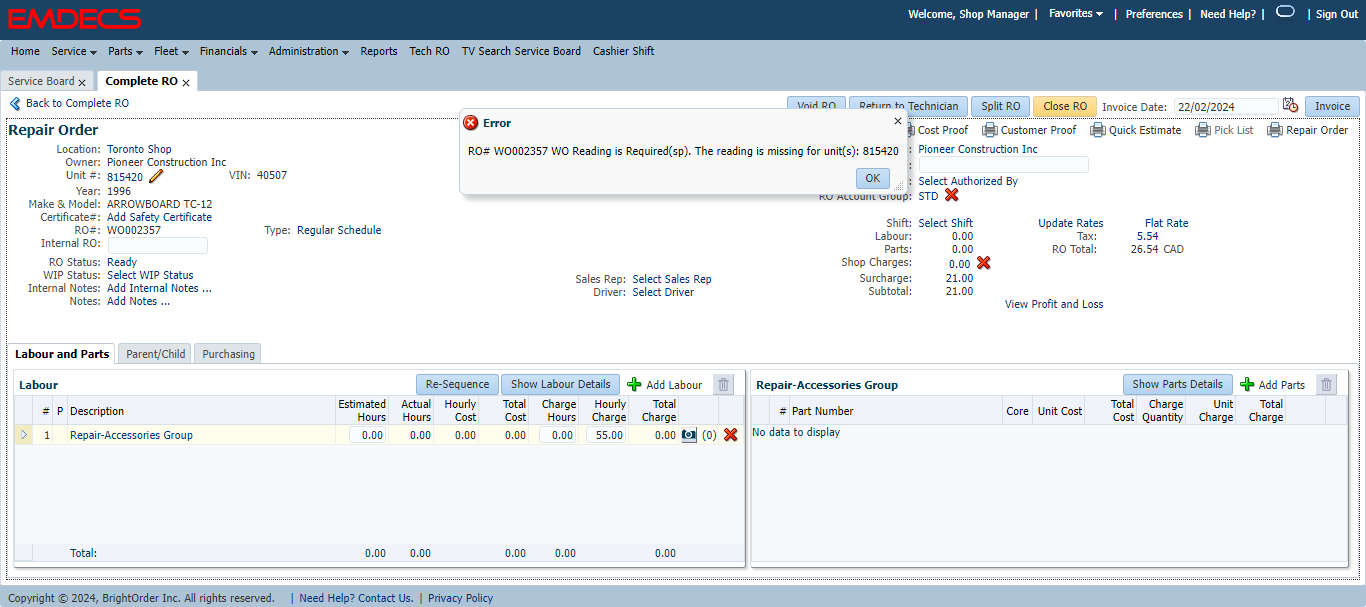 EMDECS
Welcome, Shop Manager | Favorites | Preferences | Need Help? | | Sign Out
Home Service Parts Fleet Financials Administration Reports Tech RO TV Search Service Board Cashier Shift
Service Board x Complete RO x
Back to Complete RO
Void RO Return to Technician Split RO Close RO Invoice Date: 22/02/2024 Invoice
Repair Order
Cost Proof Customer Proof Quick Estimate Pick List Repair Order
Error
RO# WO002357 WO Reading is Required(sp). The reading is missing for unit(s): 815420
OK
Location: Toronto Shop
Owner: Pioneer Construction Inc
Unit #: 815420 VIN: 40507
Year: 1996
Make & Model: ARROWBOARD TC-12
Certificate#: Add Safety Certificate
RO#: WO002357 Type: Regular Schedule
Internal RO:
RO Status: Ready
WIP Status: Select WIP Status
Internal Notes: Add Internal Notes ...
Notes: Add Notes ...
Sales Rep: Select Sales Rep
Driver: Select Driver
Pioneer Construction Inc
Select Authorized By
RO Account Group: STD
Shift: Select Shift Update Rates Flat Rate
Labour: 0.00 Tax: 5.54
Parts: 0.00 RO Total: 26.54 CAD
Shop Charges: 0.00
Surcharge: 21.00
Subtotal: 21.00
View Profit and Loss
Labour and Parts Parent/Child Purchasing
Labour Re-Sequence Show Labour Details Add Labour
# P Description Estimated Hours Actual Hours Hourly Cost Total Cost Charge Hours Hourly Charge Total Charge
1 Repair-Accessories Group 0.00 0.00 0.00 0.00 0.00 55.00 0.00 (0)
Total: 0.00 0.00 0.00 0.00 0.00
Repair-Accessories Group Show Parts Details Add Parts
# Part Number Core Unit Cost Total Cost Charge Quantity Unit Charge Total Charge
No data to display
Copyright © 2024, BrightOrder Inc. All rights reserved. | Need Help? Contact Us. | Privacy Policy